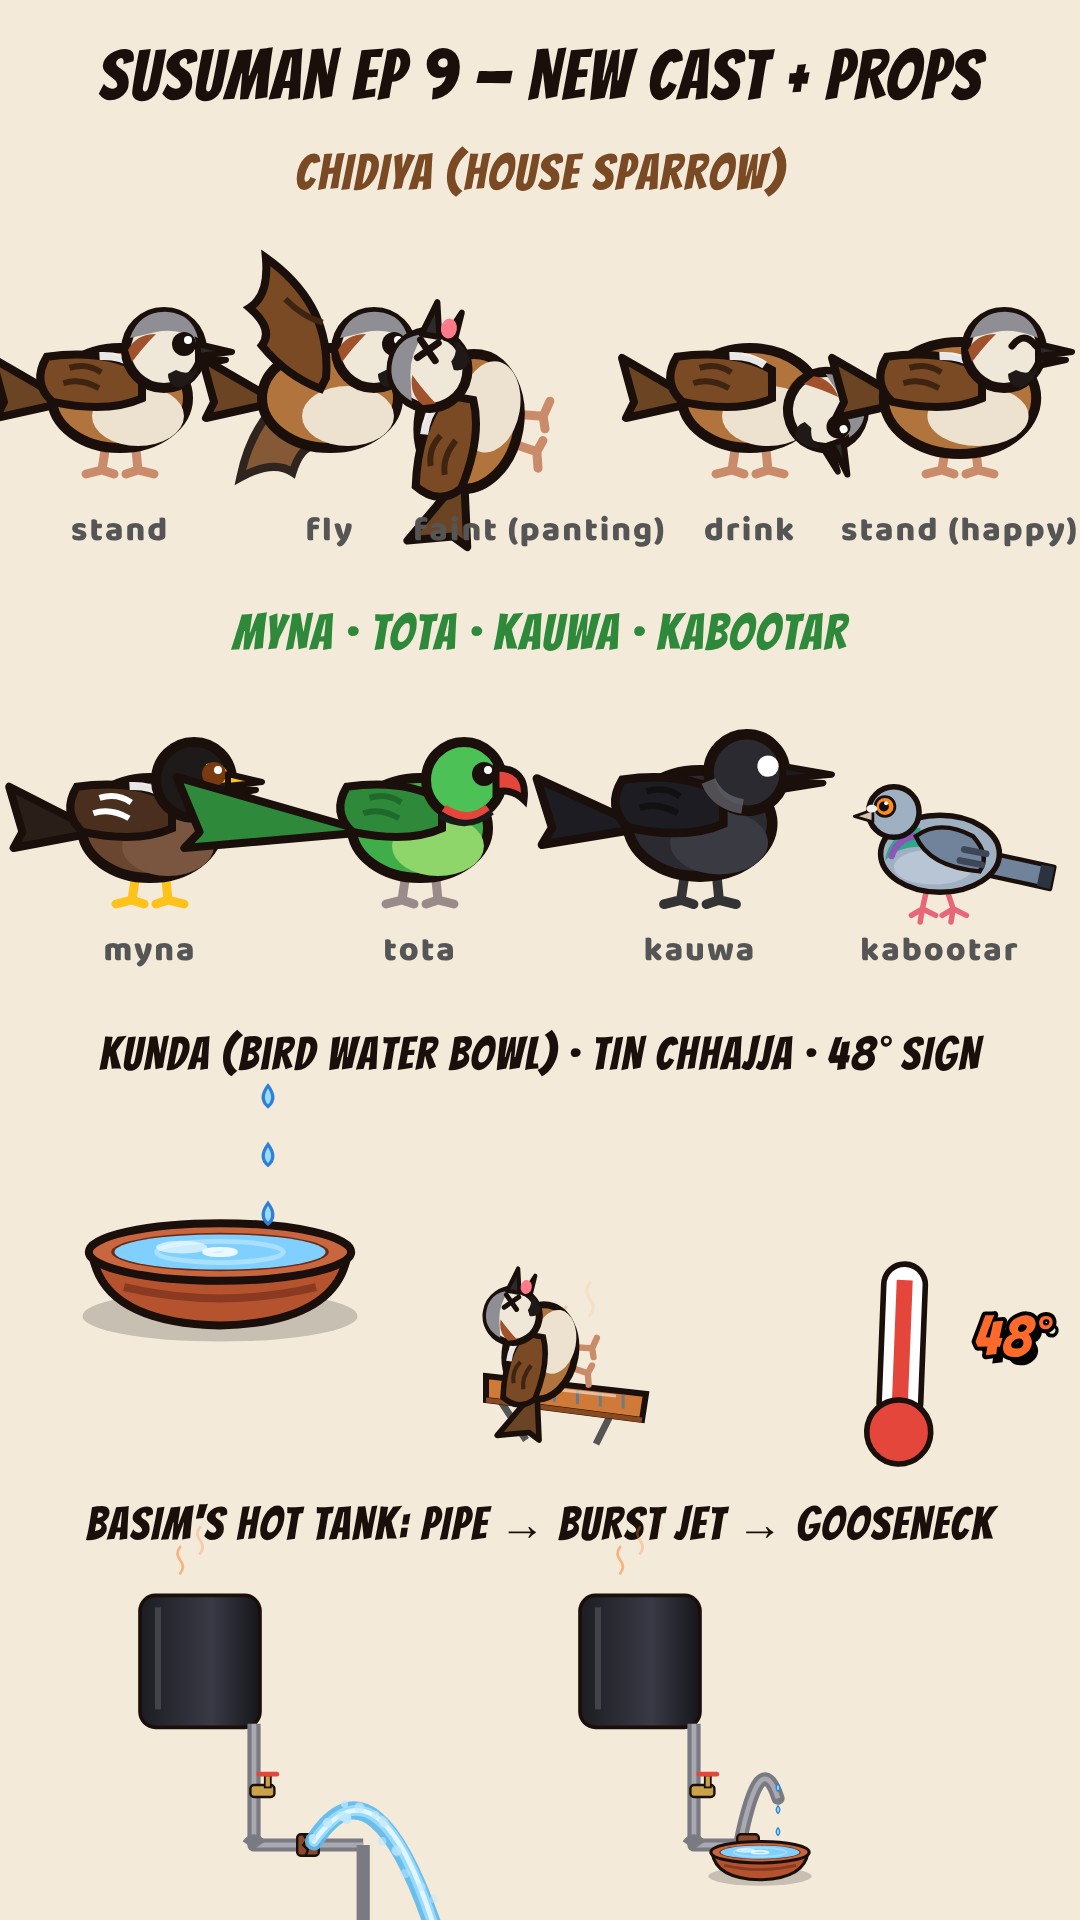 SUSUMAN EP 9 — NEW CAST + PROPS
CHIDIYA (HOUSE SPARROW)
stand fly faint (panting) drink stand (happy)
MYNA · TOTA · KAUWA · KABOOTAR
myna tota kauwa kabootar
KUNDA (BIRD WATER BOWL) · TIN CHHAJJA · 48° SIGN
48°
BASIM'S HOT TANK: PIPE → BURST JET → GOOSENECK